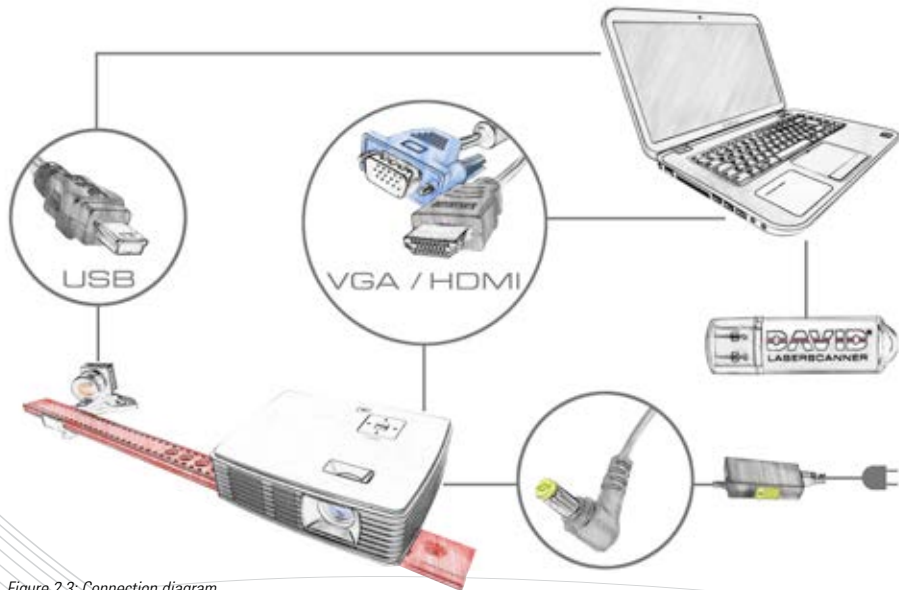 USB
VGA / HDMI
DAVID®
LASERSCANNER
Figure 2.3: Connection diagram